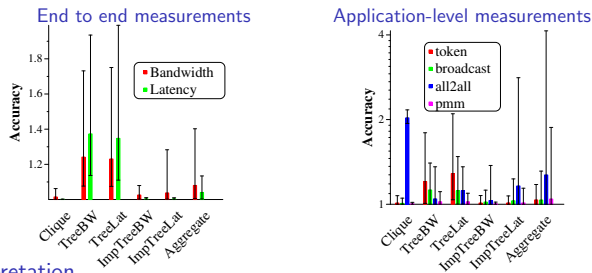 End to end measurements
Accuracy
1.8
1.6
1.4
1.2
Bandwidth
Latency
Clique
TreeBW
TreeLat
ImpTreeBW
ImpTreeLat
Aggregate
Application-level measurements
Accuracy
4
2
1
token
broadcast
all2all
pmm
Clique
TreeBW
TreeLat
ImpTreeBW
ImpTreeLat
Aggregate